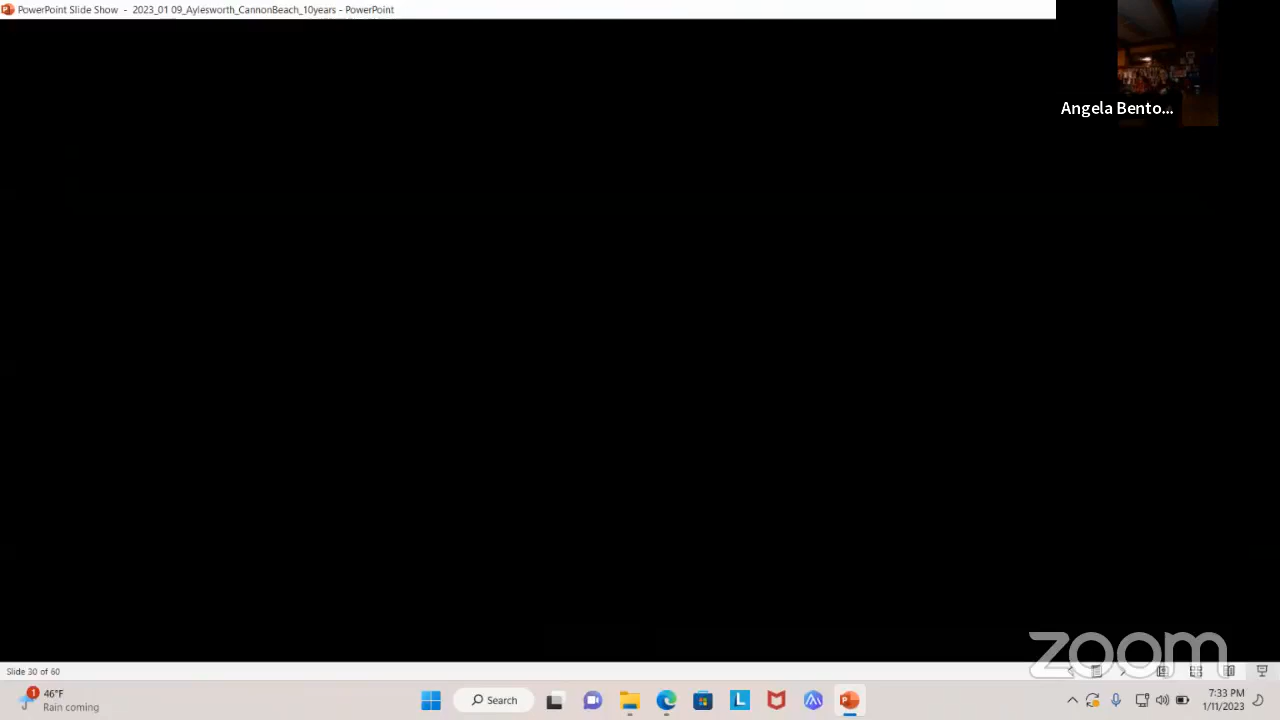 PowerPoint Slide Show - 2023_01 09_Aylesworth_CannonBeach_10years - PowerPoint
Angela Bento...
zoom
Slide 30 of 60
1
46°F
Rain coming
Search
L
7:33 PM
1/11/2023